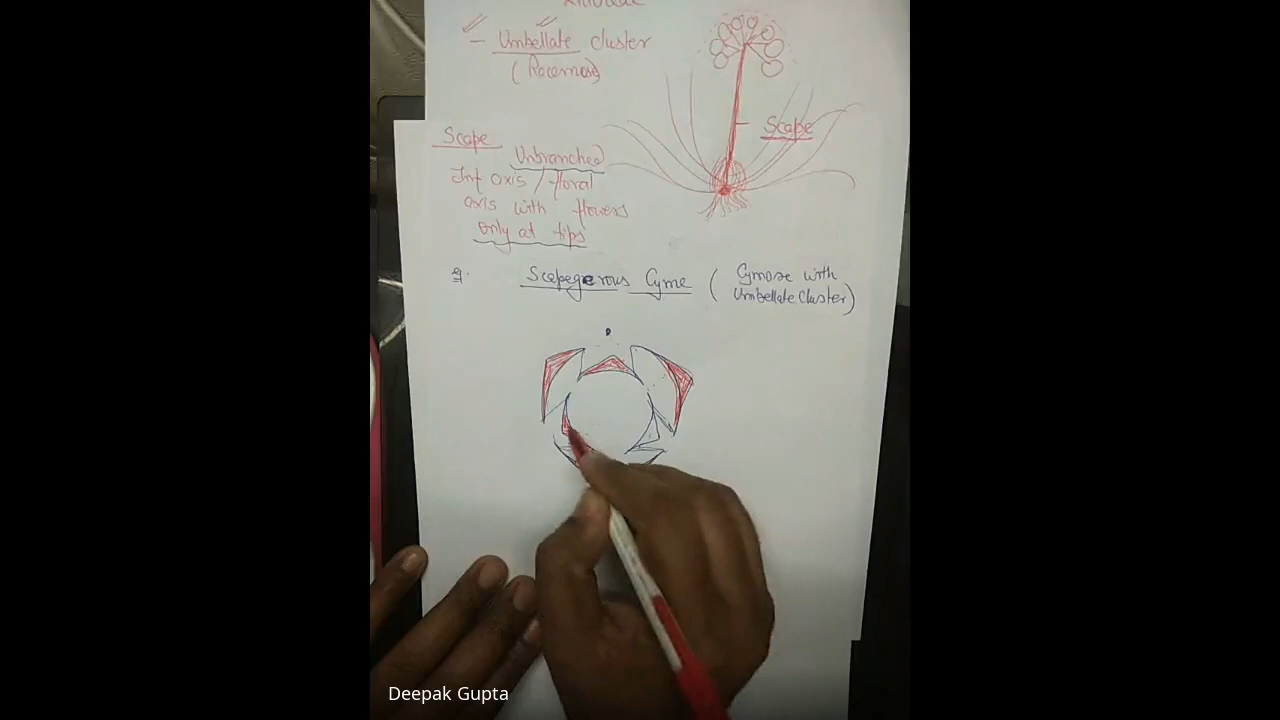 - Umbellate cluster
(Racemose)
Scape
Scape
Unbranched
Inf axis / floral
axis with flowers
only at tips
eg. Scapegerous Cyme ( Cymose with
Umbellate cluster)
Deepak Gupta